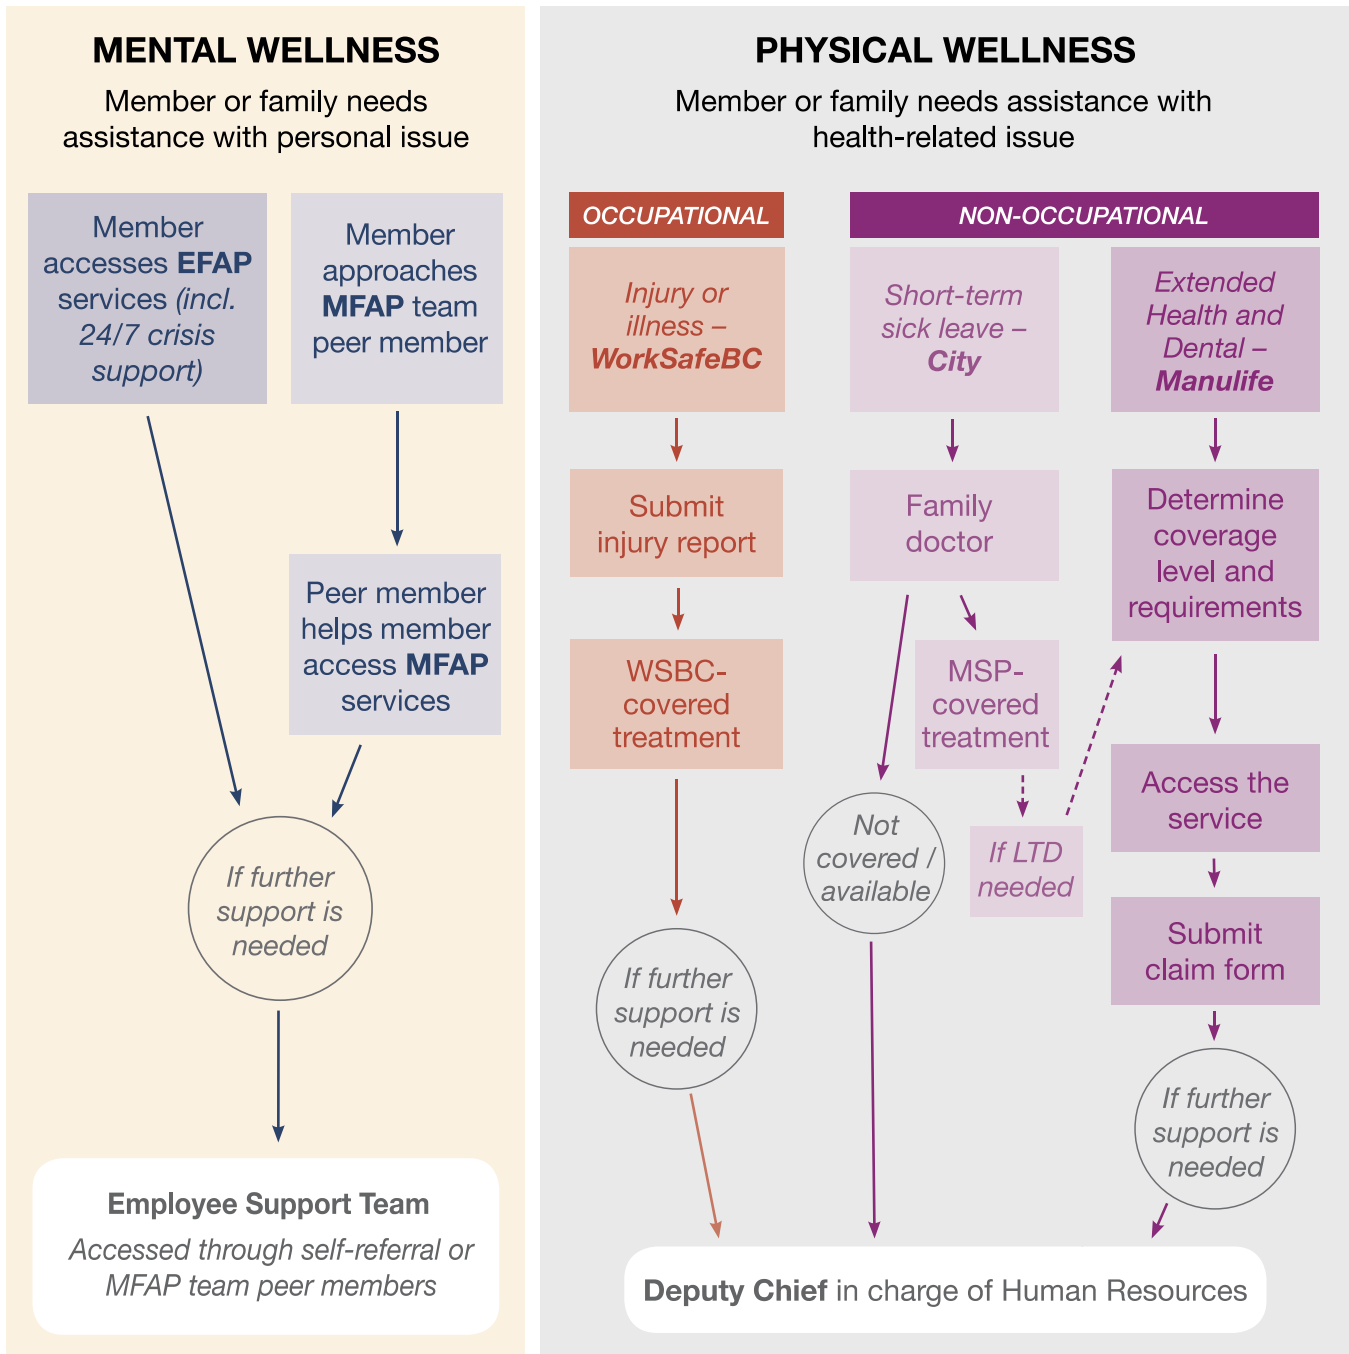 MENTAL WELLNESS
Member or family needs
assistance with personal issue
Member
accesses EFAP
services (incl.
24/7 crisis
support)
Member
approaches
MFAP team
peer member
Peer member
helps member
access MFAP
services
If further
support is
needed
Employee Support Team
Accessed through self-referral or
MFAP team peer members
PHYSICAL WELLNESS
Member or family needs assistance with
health-related issue
OCCUPATIONAL
Injury or
illness –
WorkSafeBC
Submit
injury report
WSBC-
covered
treatment
If further
support is
needed
NON-OCCUPATIONAL
Short-term
sick leave –
City
Family
doctor
MSP-
covered
treatment
Not
covered /
available
If LTD
needed
Extended
Health and
Dental –
Manulife
Determine
coverage
level and
requirements
Access the
service
Submit
claim form
If further
support is
needed
Deputy Chief in charge of Human Resources